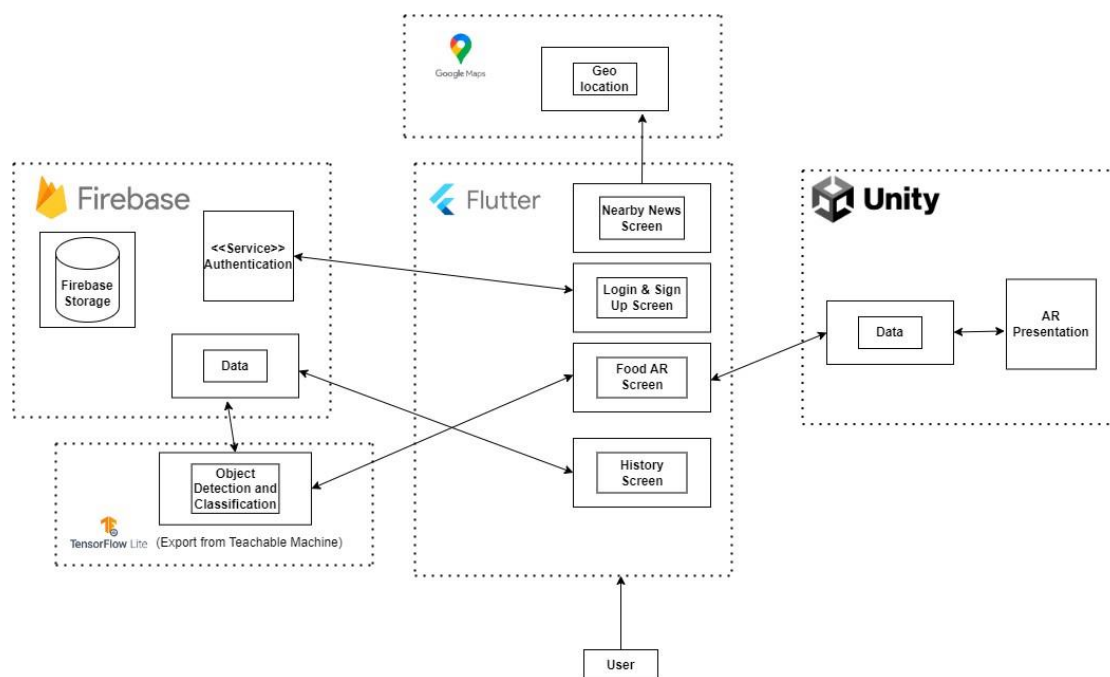 Google Maps
Geo
location
Firebase
<<Service>>
Authentication
Firebase
Storage
Data
Flutter
Nearby News
Screen
Login & Sign
Up Screen
Food AR
Screen
History
Screen
Unity
Data
AR
Presentation
Object
Detection and
Classification
TensorFlow Lite
(Export from Teachable Machine)
User